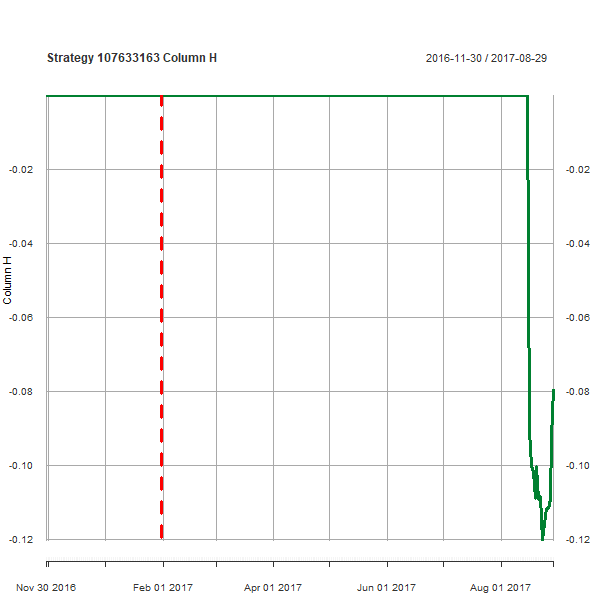 Strategy 107633163 Column H
2016-11-30 / 2017-08-29
-0.02
-0.02
-0.04
-0.04
Column H
-0.06
-0.06
-0.08
-0.08
-0.10
-0.10
-0.12
-0.12
Nov 30 2016
Feb 01 2017
Apr 01 2017
Jun 01 2017
Aug 01 2017